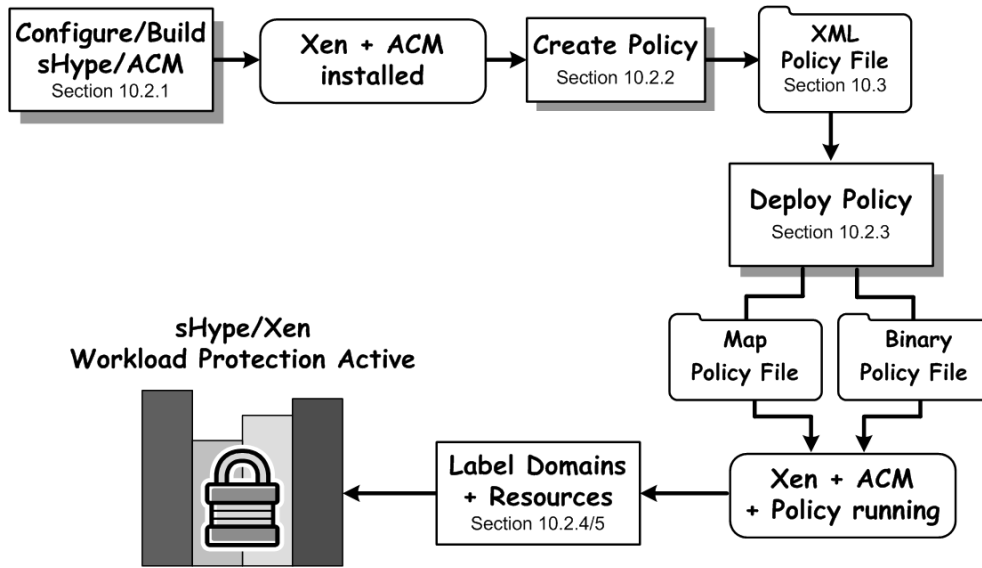 Configure/Build
sHype/ACM
Section 10.2.1
Xen + ACM
installed
Create Policy
Section 10.2.2
XML
Policy File
Section 10.3
Deploy Policy
Section 10.2.3
Map
Policy File
Binary
Policy File
Xen + ACM
+ Policy running
Label Domains
+ Resources
Section 10.2.4/5
sHype/Xen
Workload Protection Active